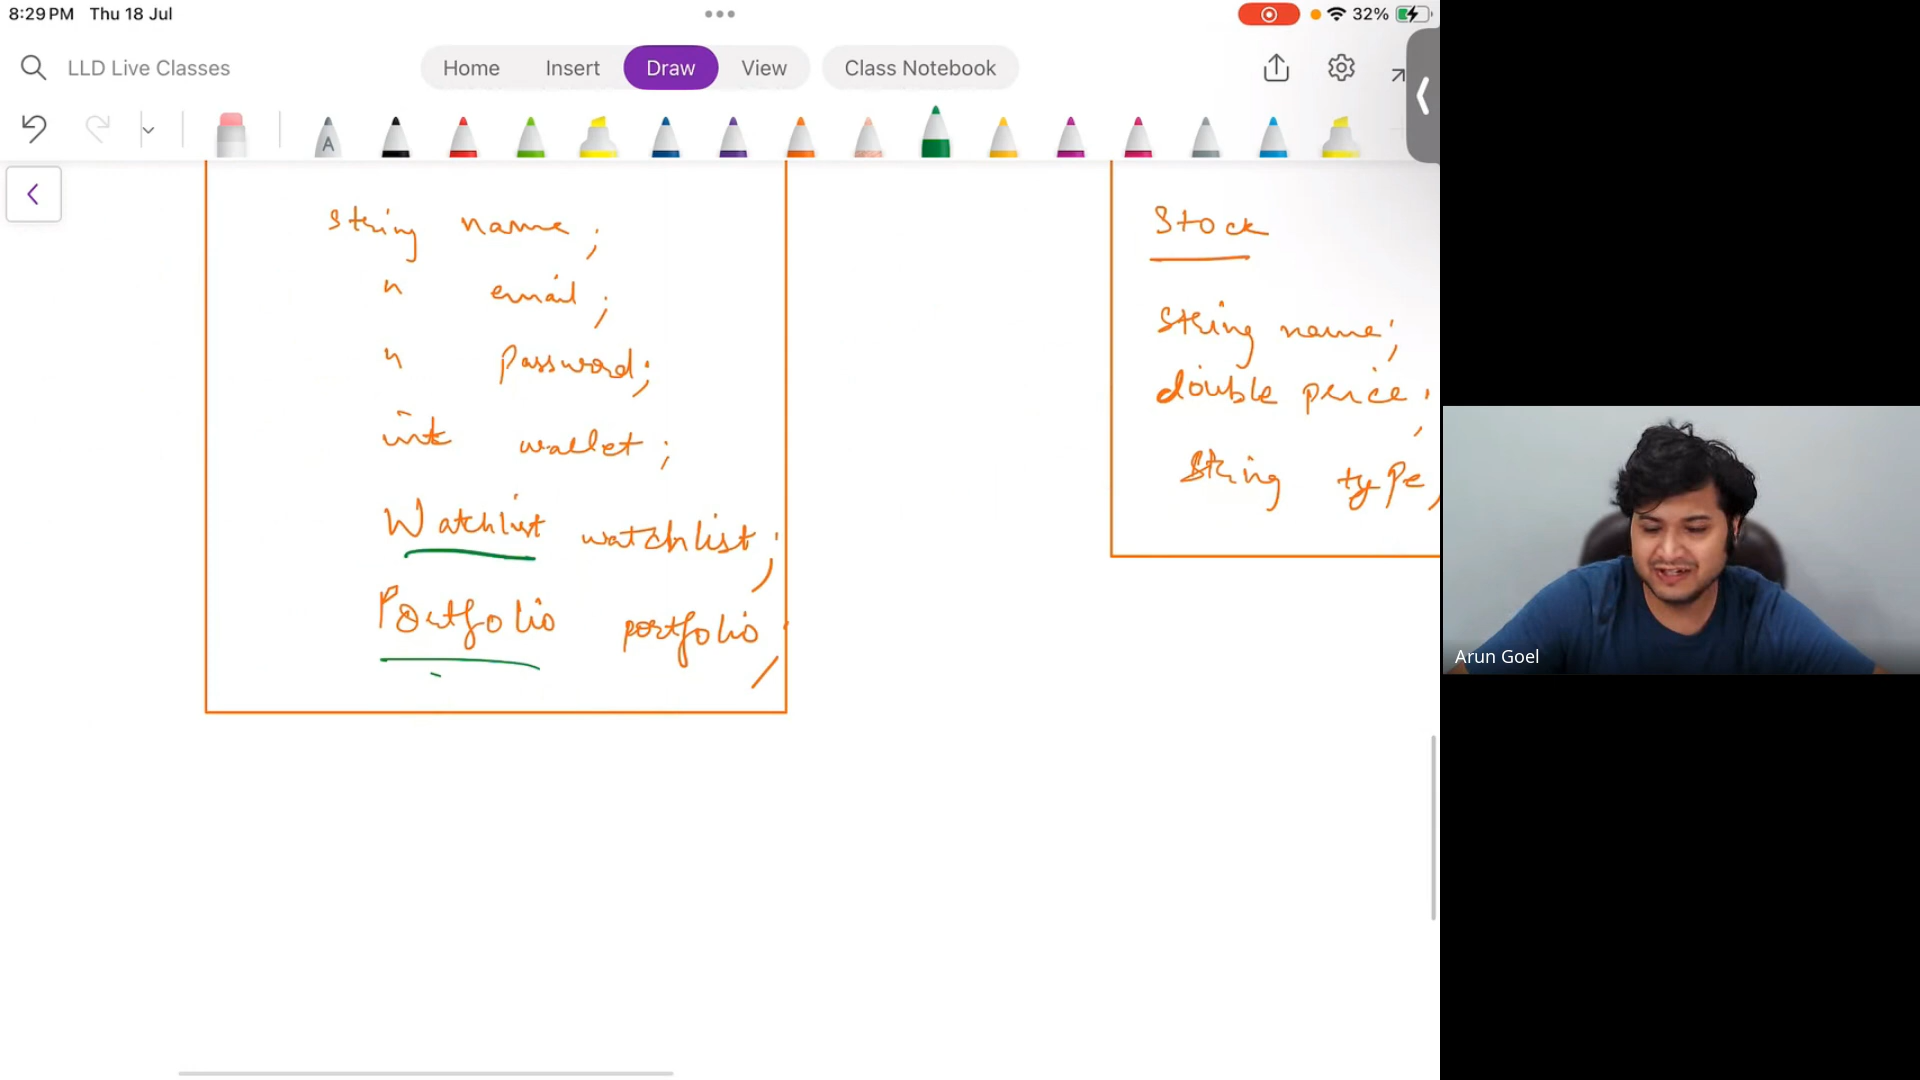 8:29 PM Thu 18 Jul
32%
LLD Live Classes
Home Insert Draw View Class Notebook
A
String name;
" email;
" Password;
int wallet;
Watchlist watchlist;
Portfolio portfolio;
Stock
String name;
double price;
String type;
Arun Goel